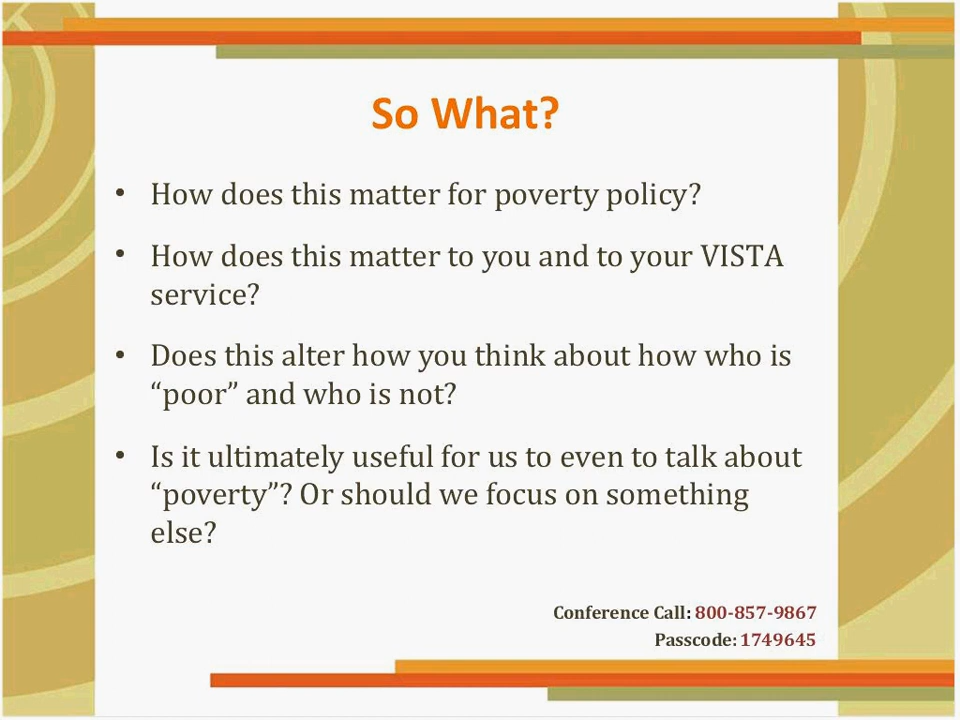 So What?
• How does this matter for poverty policy?
• How does this matter to you and to your VISTA
service?
• Does this alter how you think about how who is
“poor” and who is not?
• Is it ultimately useful for us to even to talk about
“poverty”? Or should we focus on something
else?
Conference Call: 800-857-9867
Passcode: 1749645